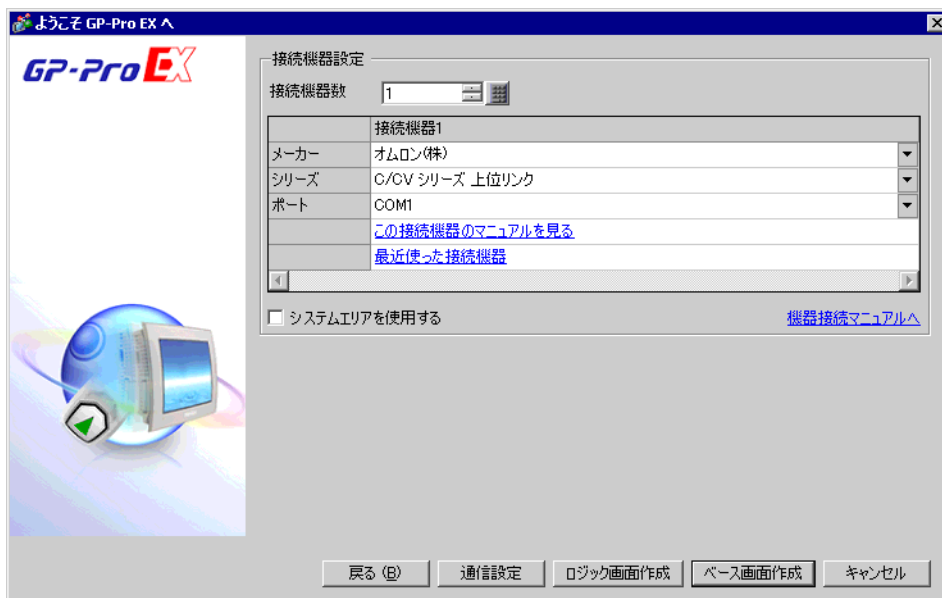 ようこそ GP-Pro EX へ
GP-Pro EX
接続機器設定
接続機器数 1
接続機器1
メーカー オムロン(株)
シリーズ C/CV シリーズ 上位リンク
ポート COM1
この接続機器のマニュアルを見る
最近使った接続機器
システムエリアを使用する 機器接続マニュアルへ
戻る (B) 通信設定 ロジック画面作成 ベース画面作成 キャンセル